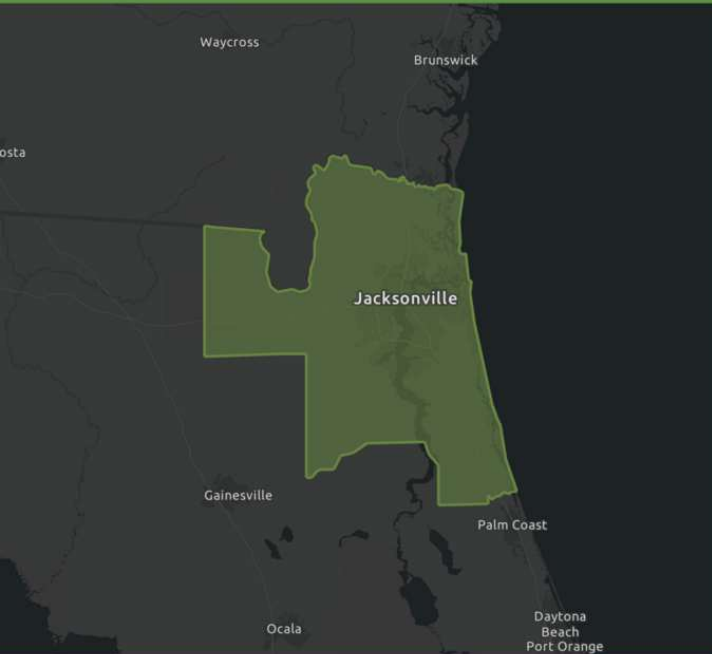 Waycross
Brunswick
osta
Jacksonville
Gainesville
Palm Coast
Ocala
Daytona
Beach
Port Orange